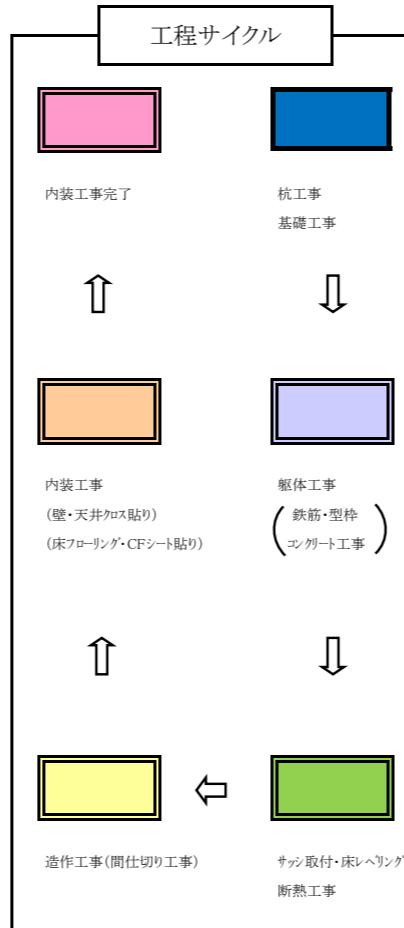 工程サイクル
内装工事完了
杭工事
基礎工事
内装工事
(壁・天井クロス貼り)
(床フローリング・CFシート貼り)
躯体工事
(鉄筋・型枠
コンクリート工事)
造作工事(間仕切り工事)
サッシ取付・床レベリング
断熱工事